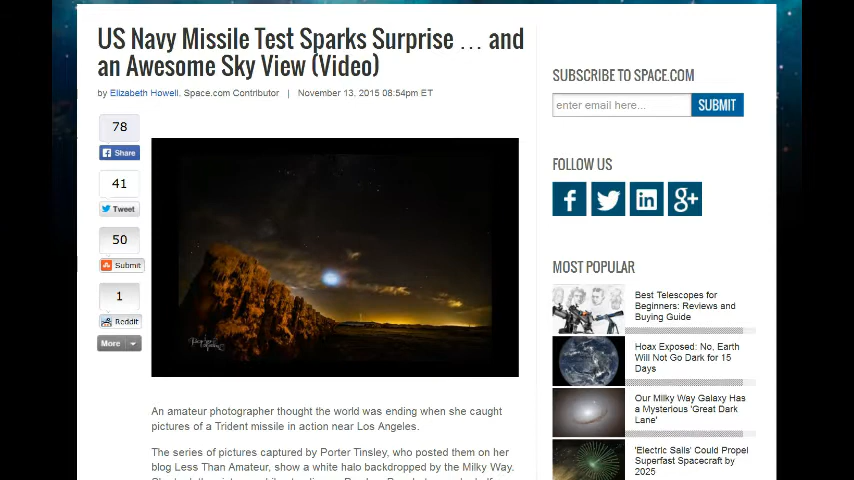 US Navy Missile Test Sparks Surprise … and
an Awesome Sky View (Video)
by Elizabeth Howell, Space.com Contributor | November 13, 2015 08:54pm ET
78
Share
41
Tweet
50
Submit
1
Reddit
More
An amateur photographer thought the world was ending when she caught
pictures of a Trident missile in action near Los Angeles.
The series of pictures captured by Porter Tinsley, who posted them on her
blog Less Than Amateur, show a white halo backdropped by the Milky Way.
SUBSCRIBE TO SPACE.COM
enter email here...
SUBMIT
FOLLOW US
MOST POPULAR
Best Telescopes for
Beginners: Reviews and
Buying Guide
Hoax Exposed: No, Earth
Will Not Go Dark for 15
Days
Our Milky Way Galaxy Has
a Mysterious 'Great Dark
Lane'
'Electric Sails' Could Propel
Superfast Spacecraft by
2025